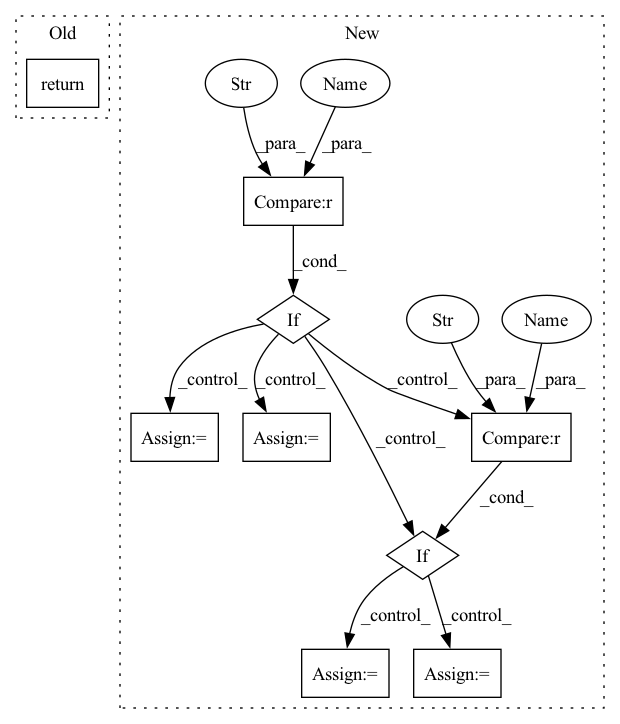 Old
New
return
Str
Name
_para_
_para_
Compare:r
_cond_
If
Str
Name
_control_
_control_
_control_
_para_
_para_
Assign:=
Assign:=
_control_
Compare:r
_cond_
If
_control_
_control_
Assign:=
Assign:=